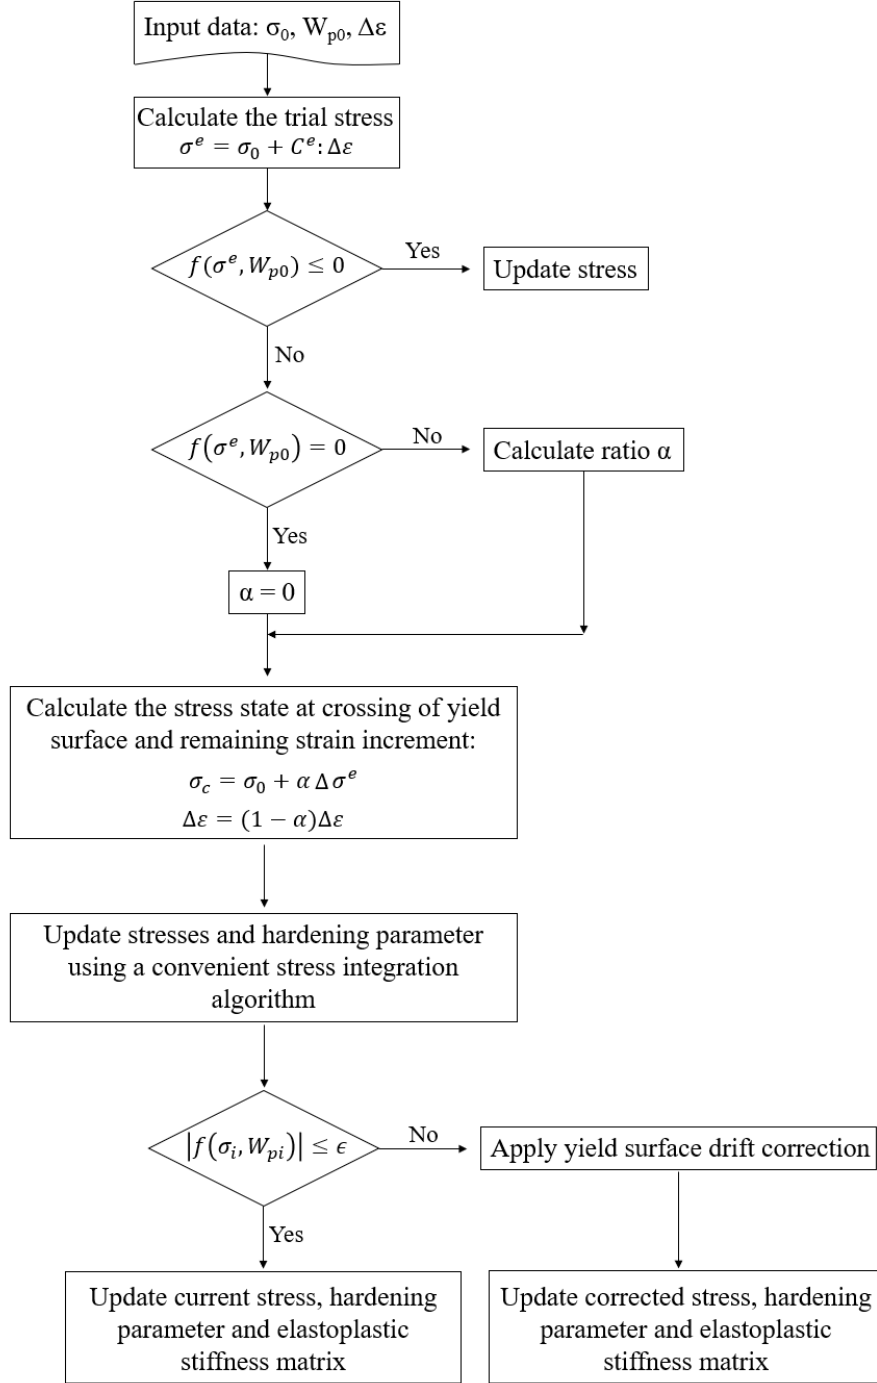 Input data: σ₀, Wₚ₀, Δε
Calculate the trial stress
σᵉ = σ₀ + Cᵉ: Δε
f(σᵉ, Wₚ₀) ≤ 0
Yes
Update stress
No
f(σᵉ, Wₚ₀) = 0
No
Calculate ratio α
Yes
α = 0
Calculate the stress state at crossing of yield
surface and remaining strain increment:
σ_c = σ₀ + α Δσᵉ
Δε = (1 − α)Δε
Update stresses and hardening parameter
using a convenient stress integration
algorithm
|f(σᵢ, Wₚᵢ)| ≤ ϵ
No
Apply yield surface drift correction
Yes
Update current stress, hardening
parameter and elastoplastic
stiffness matrix
Update corrected stress, hardening
parameter and elastoplastic
stiffness matrix